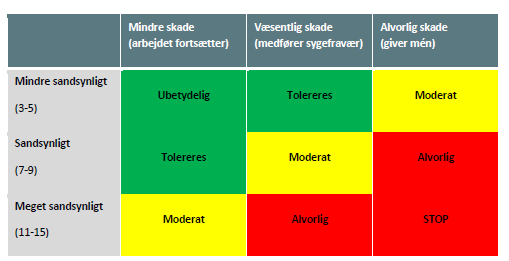 Mindre skade
(arbejdet fortsætter)
Væsentlig skade
(medfører sygefravær)
Alvorlig skade
(giver mén)
Mindre sandsynligt
(3-5)
Ubetydelig
Tolereres
Moderat
Sandsynligt
(7-9)
Tolereres
Moderat
Alvorlig
Meget sandsynligt
(11-15)
Moderat
Alvorlig
STOP